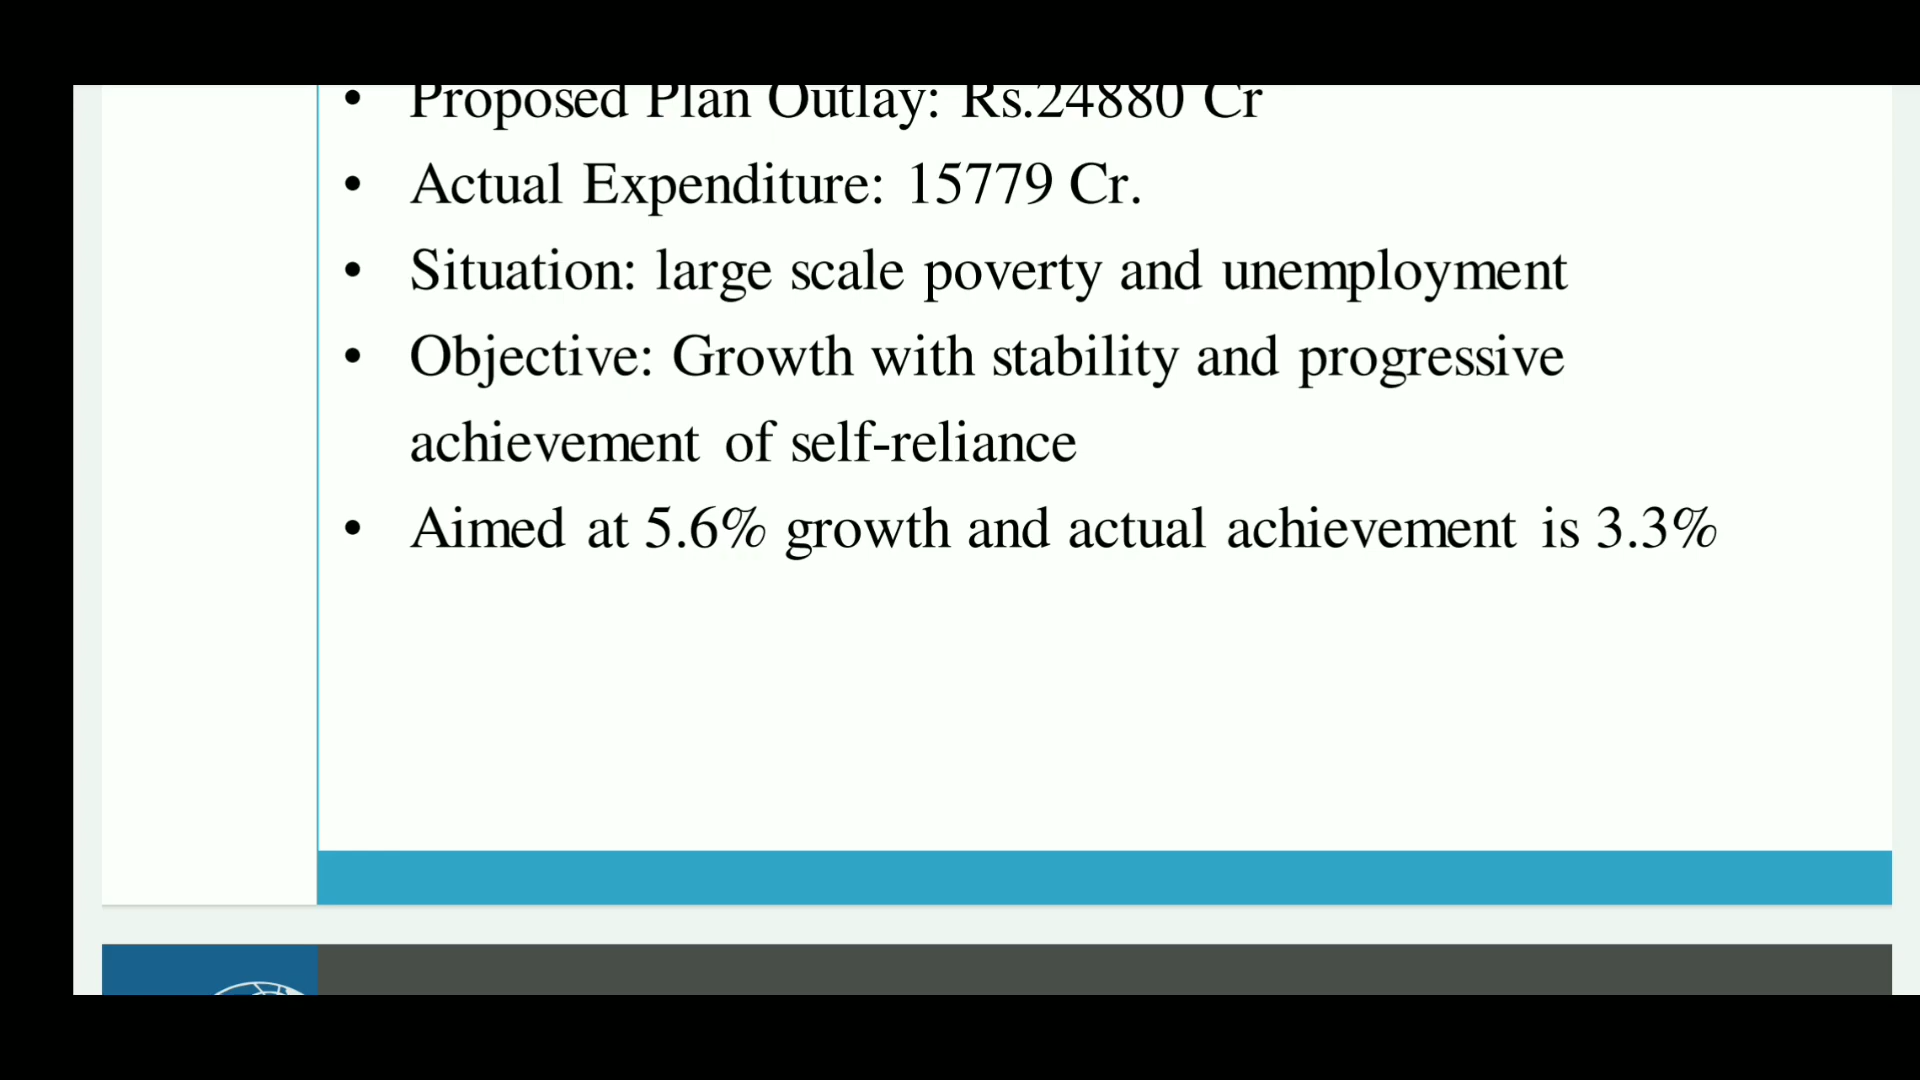 • Proposed Plan Outlay: Rs.24880 Cr
• Actual Expenditure: 15779 Cr.
• Situation: large scale poverty and unemployment
• Objective: Growth with stability and progressive
achievement of self-reliance
• Aimed at 5.6% growth and actual achievement is 3.3%